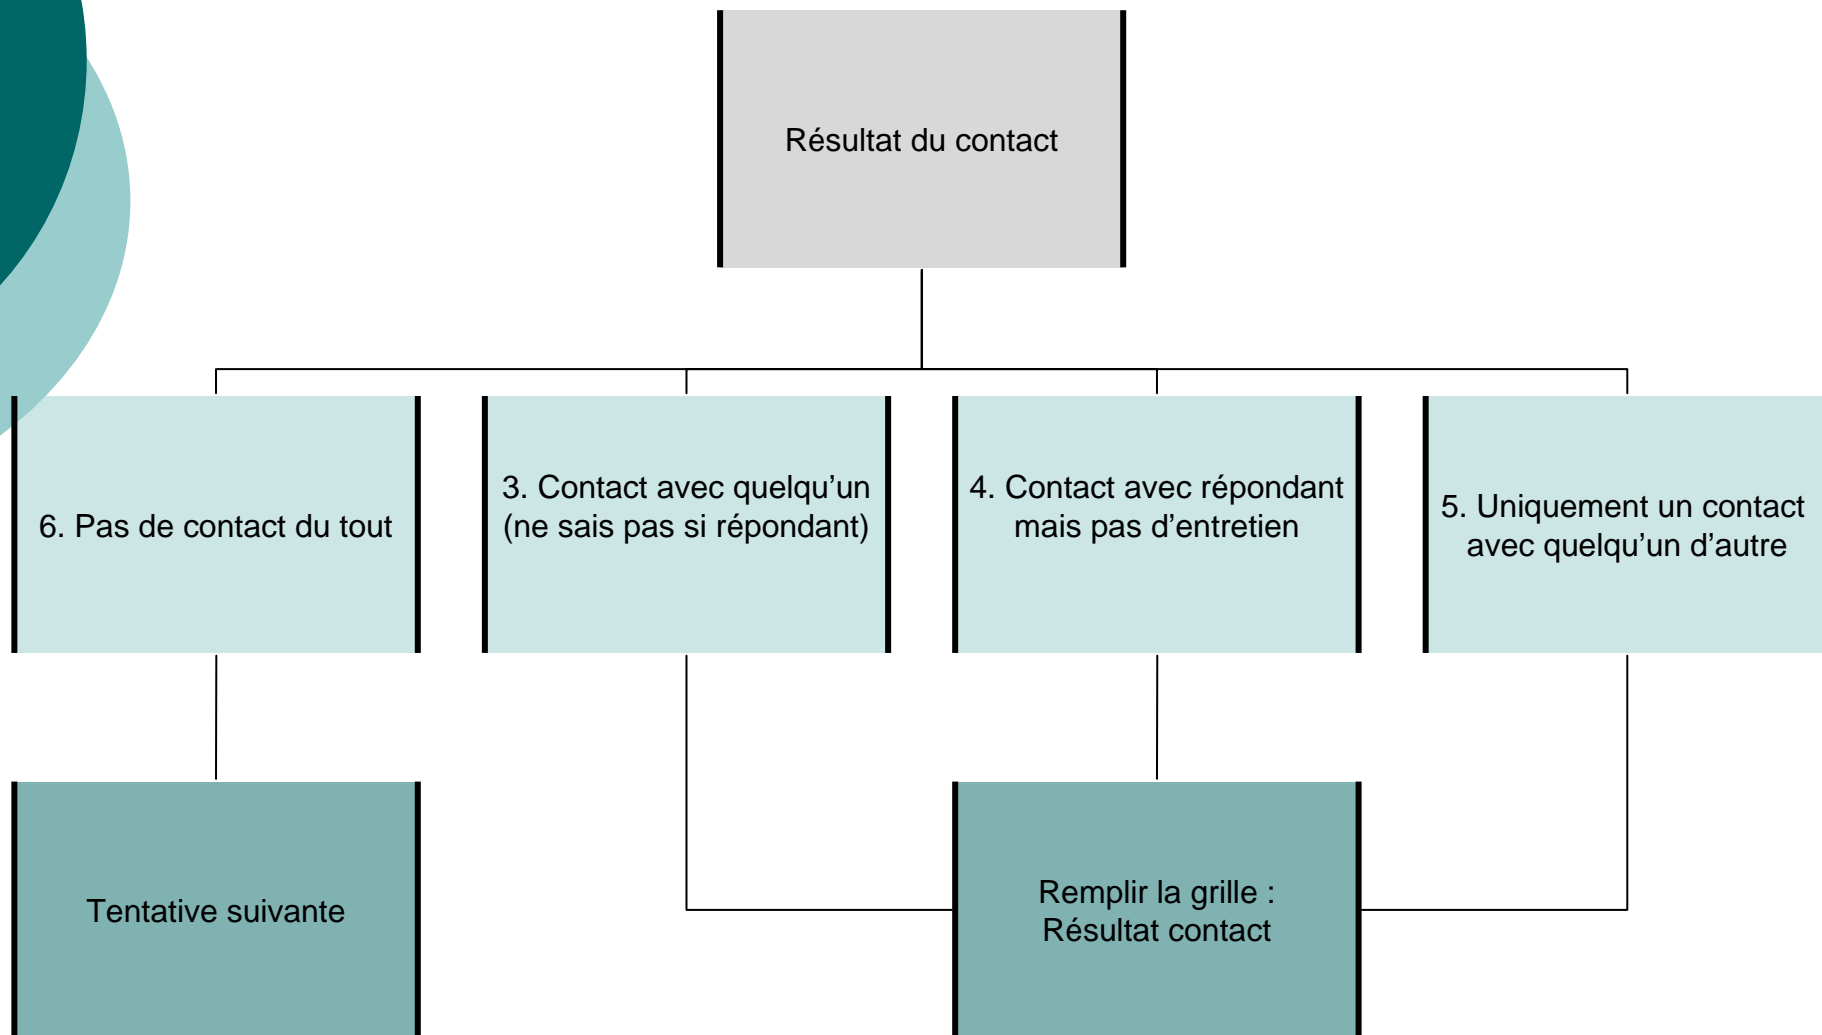 Résultat du contact
6. Pas de contact du tout
3. Contact avec quelqu’un
(ne sais pas si répondant)
4. Contact avec répondant
mais pas d’entretien
5. Uniquement un contact
avec quelqu’un d’autre
Tentative suivante
Remplir la grille :
Résultat contact